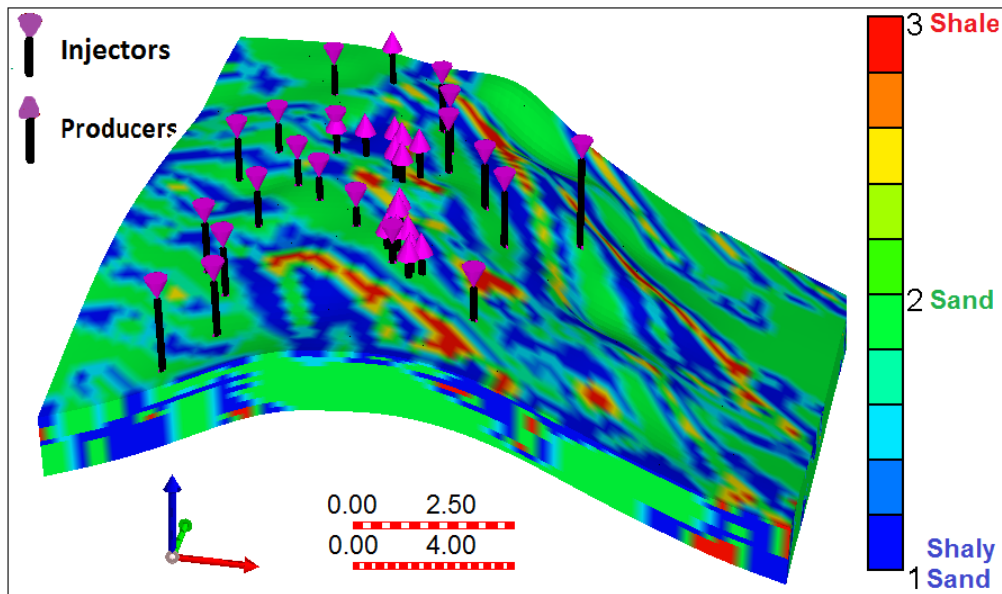 Injectors
Producers
3 Shale
2 Sand
Shaly
1 Sand
0.00 2.50
0.00 4.00